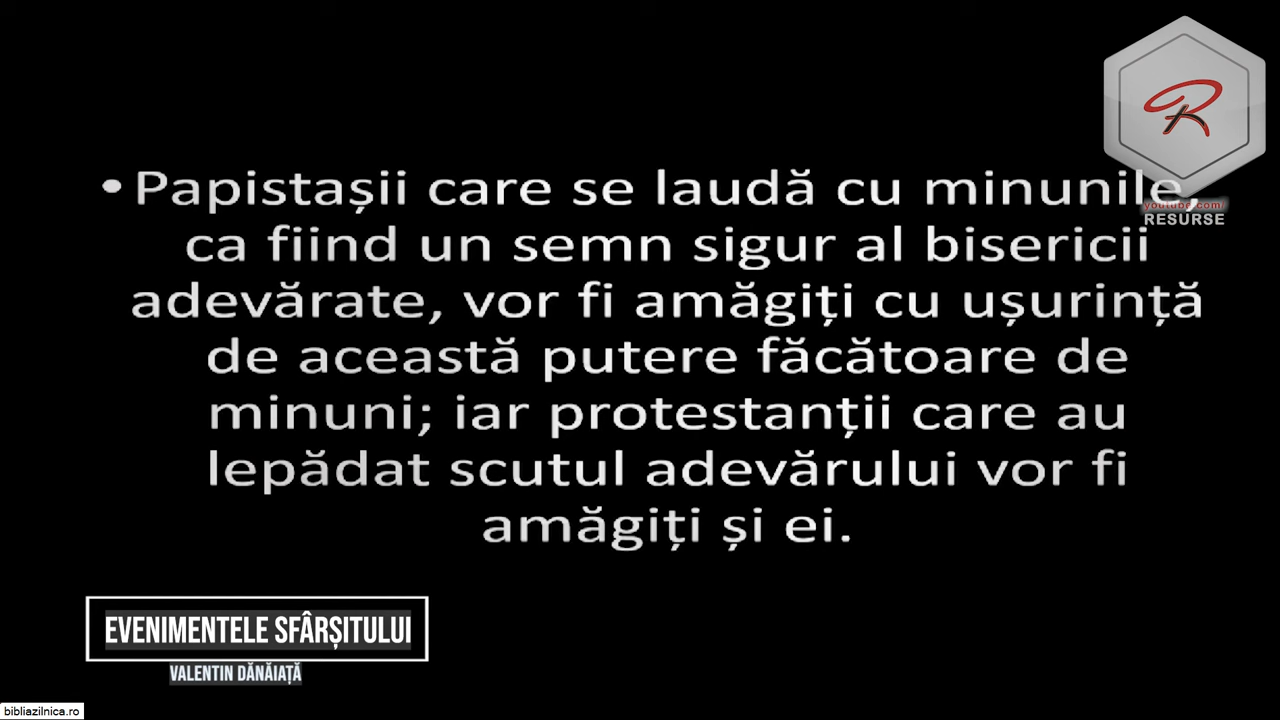 • Papistașii care se laudă cu minunile,
ca fiind un semn sigur al bisericii
adevărate, vor fi amăgiți cu ușurință
de această putere făcătoare de
minuni; iar protestanții care au
lepădat scutul adevărului vor fi
amăgiți și ei.
R
youtube.com/
RESURSE
EVENIMENTELE SFÂRȘITULUI
VALENTIN DĂNĂIAȚĂ
bibliazilnica.ro